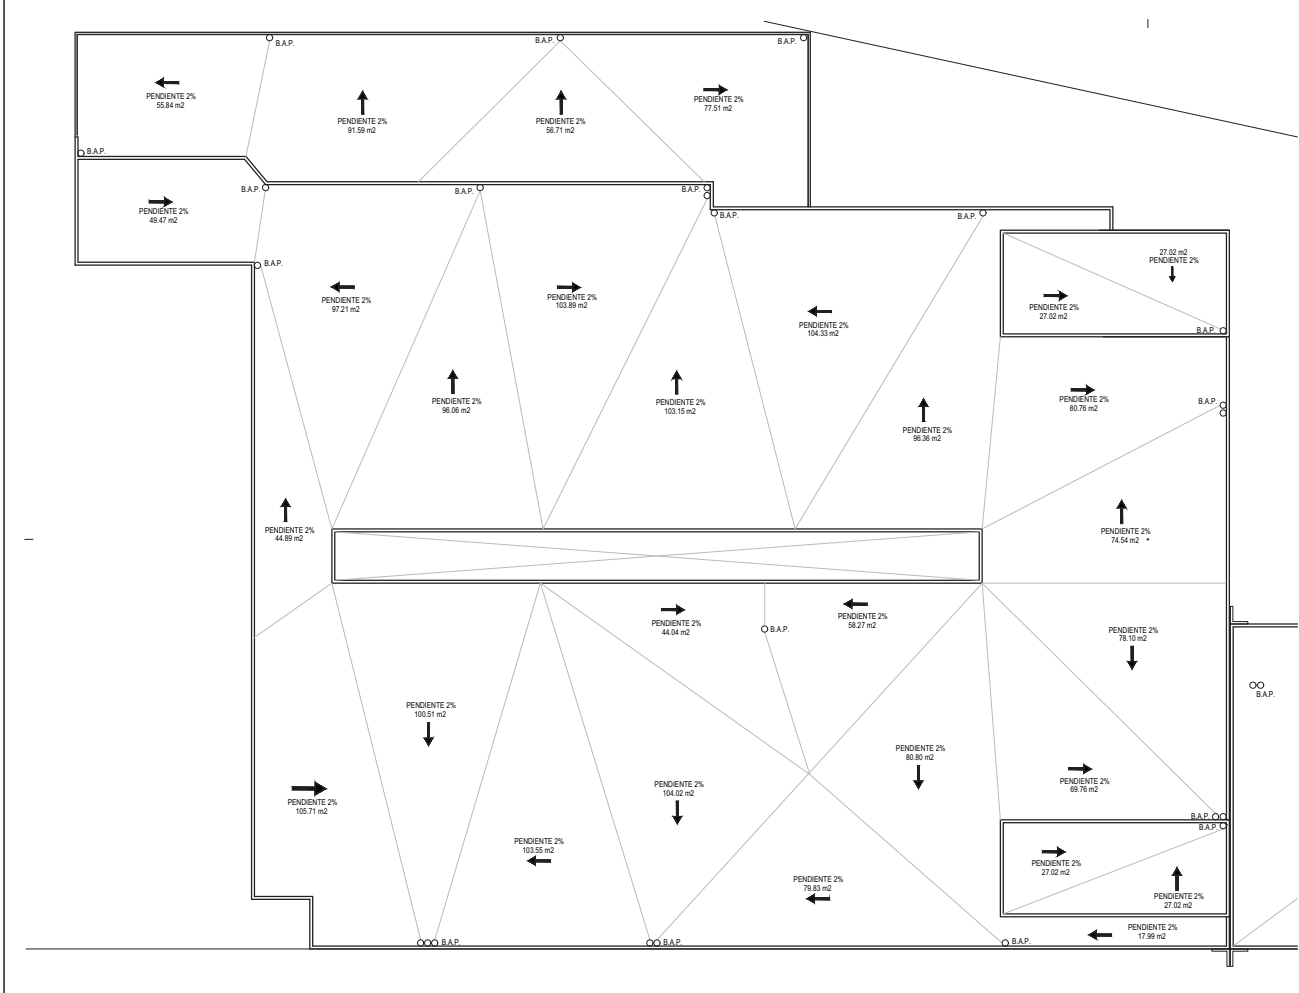 B.A.P.
B.A.P.
B.A.P.
PENDIENTE 2%
55.84 m2
PENDIENTE 2%
91.59 m2
PENDIENTE 2%
56.71 m2
PENDIENTE 2%
77.51 m2
B.A.P.
B.A.P.
B.A.P.
B.A.P.
PENDIENTE 2%
49.47 m2
B.A.P.
B.A.P.
B.A.P.
27.02 m2
PENDIENTE 2%
PENDIENTE 2%
97.21 m2
PENDIENTE 2%
103.89 m2
PENDIENTE 2%
104.33 m2
PENDIENTE 2%
27.02 m2
B.A.P.
PENDIENTE 2%
96.06 m2
PENDIENTE 2%
103.15 m2
PENDIENTE 2%
80.76 m2
B.A.P.
PENDIENTE 2%
96.36 m2
PENDIENTE 2%
44.89 m2
PENDIENTE 2%
74.54 m2
PENDIENTE 2%
44.04 m2
B.A.P.
PENDIENTE 2%
58.27 m2
PENDIENTE 2%
78.10 m2
B.A.P.
PENDIENTE 2%
100.51 m2
PENDIENTE 2%
80.80 m2
PENDIENTE 2%
105.71 m2
PENDIENTE 2%
104.02 m2
PENDIENTE 2%
69.76 m2
B.A.P.
B.A.P.
PENDIENTE 2%
103.55 m2
PENDIENTE 2%
27.02 m2
PENDIENTE 2%
79.83 m2
PENDIENTE 2%
27.02 m2
B.A.P.
B.A.P.
B.A.P.
PENDIENTE 2%
17.99 m2